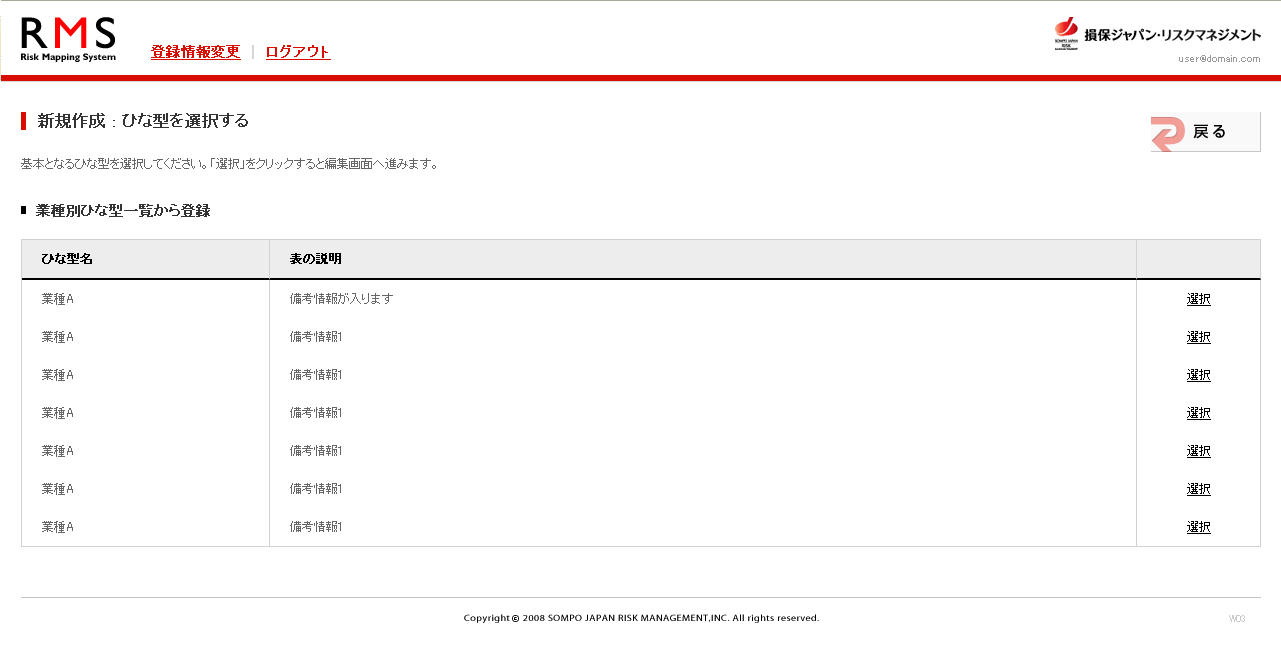 RMS
Risk Mapping System
登録情報変更 | ログアウト
SOMPO JAPAN
RISK
MANAGEMENT
損保ジャパン・リスクマネジメント
user@domain.com
新規作成：ひな型を選択する
戻る
基本となるひな型を選択してください。「選択」をクリックすると編集画面へ進みます。
業種別ひな型一覧から登録
ひな型名 表の説明
業種A 備考情報が入ります 選択
業種A 備考情報1 選択
業種A 備考情報1 選択
業種A 備考情報1 選択
業種A 備考情報1 選択
業種A 備考情報1 選択
業種A 備考情報1 選択
Copyright © 2008 SOMPO JAPAN RISK MANAGEMENT,INC. All rights reserved.
W03